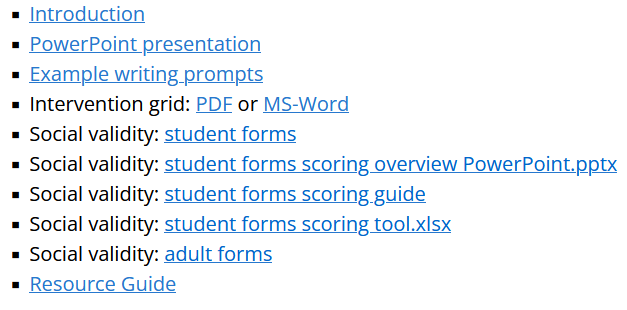 Introduction
PowerPoint presentation
Example writing prompts
Intervention grid: PDF or MS-Word
Social validity: student forms
Social validity: student forms scoring overview PowerPoint.pptx
Social validity: student forms scoring guide
Social validity: student forms scoring tool.xlsx
Social validity: adult forms
Resource Guide